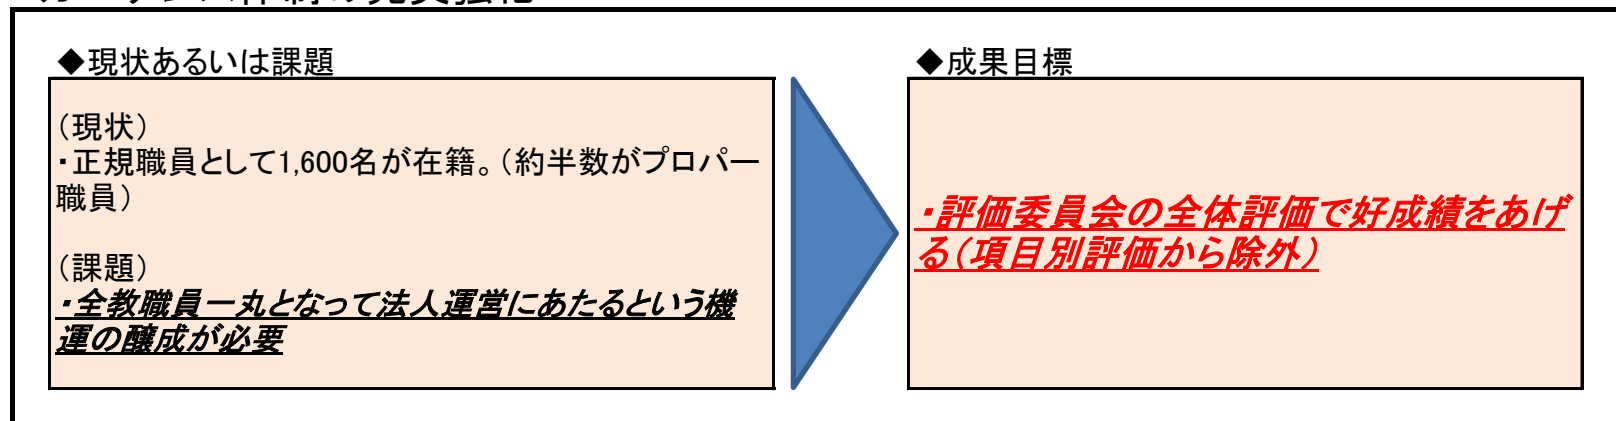 ◆現状あるいは課題
(現状)
・正規職員として1,600名が在籍。(約半数がプロパー
職員)
(課題)
・全教職員一丸となって法人運営にあたるという機
運の醸成が必要
◆成果目標
・評価委員会の全体評価で好成績をあげ
る(項目別評価から除外)